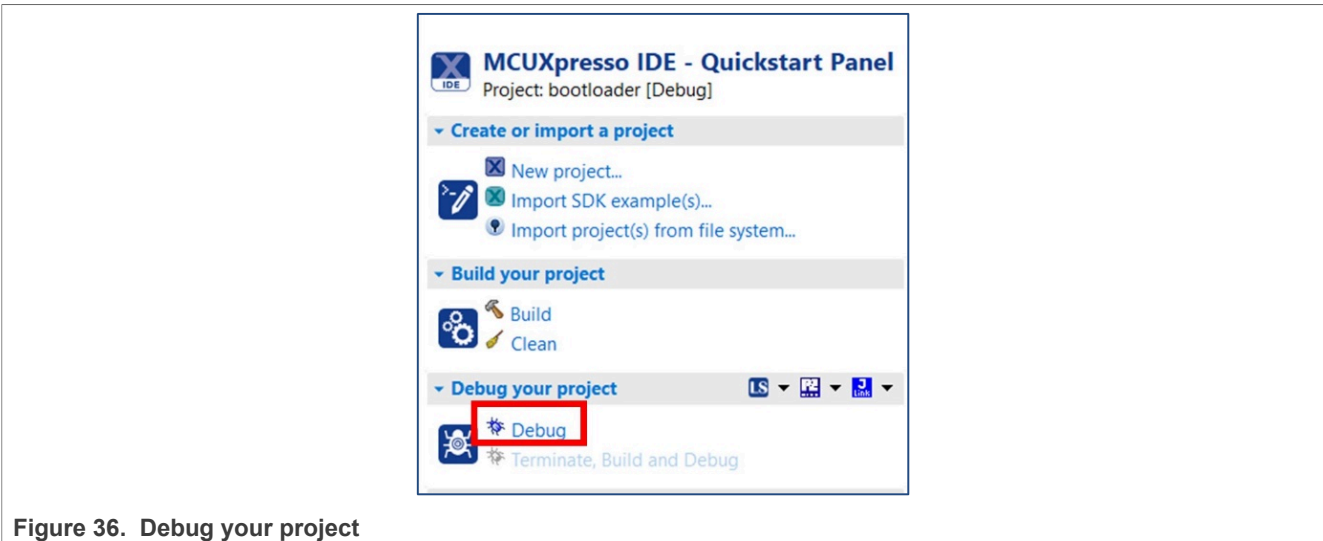 MCUXpresso IDE - Quickstart Panel
IDE
Project: bootloader [Debug]
Create or import a project
New project...
Import SDK example(s)...
Import project(s) from file system...
Build your project
Build
Clean
Debug your project
LS
Link
Debug
Terminate, Build and Debug
Figure 36. Debug your project